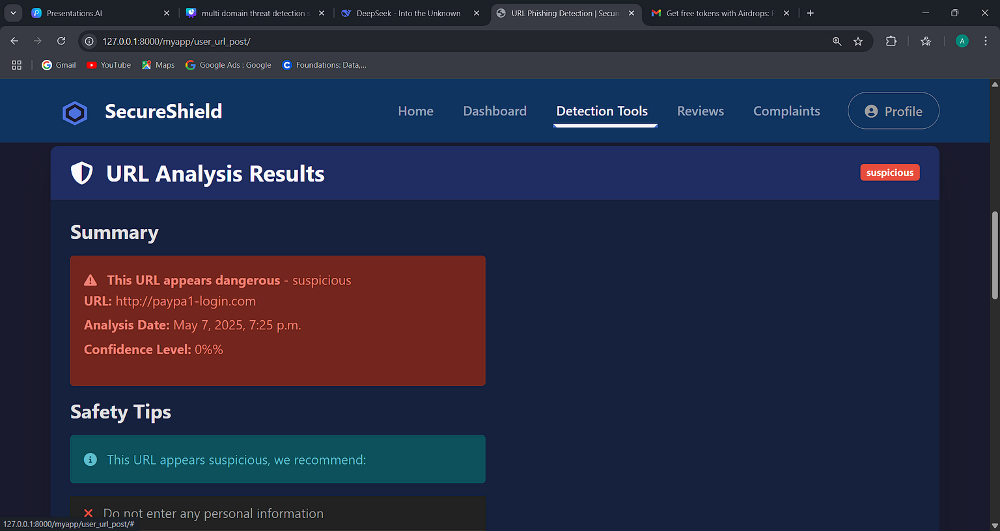 Presentations.AI
multi domain threat detection s
DeepSeek - Into the Unknown
URL Phishing Detection | Secure
Get free tokens with Airdrops: P
127.0.0.1:8000/myapp/user_url_post/
A
Gmail
YouTube
Maps
Google Ads : Google
Foundations: Data,...
SecureShield
Home
Dashboard
Detection Tools
Reviews
Complaints
Profile
URL Analysis Results
suspicious
Summary
This URL appears dangerous - suspicious
URL: http://paypa1-login.com
Analysis Date: May 7, 2025, 7:25 p.m.
Confidence Level: 0%%
Safety Tips
This URL appears suspicious, we recommend:
Do not enter any personal information
127.0.0.1:8000/myapp/user_url_post/#